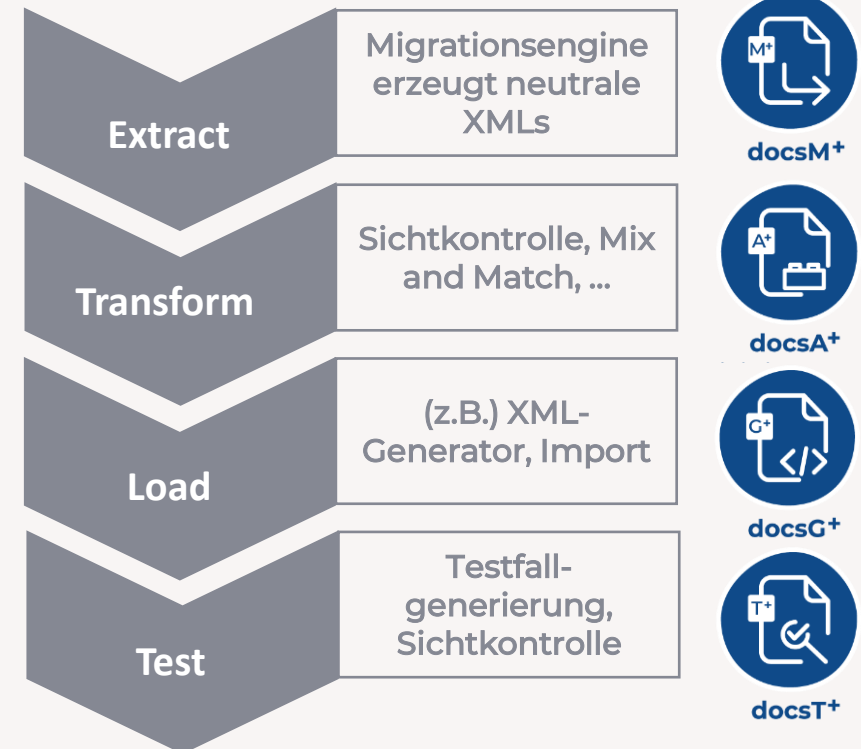 Extract
Migrationsengine
erzeugt neutrale
XMLs
M+
docsM+
Transform
Sichtkontrolle, Mix
and Match, ...
A+
docsA+
Load
(z.B.) XML-
Generator, Import
G+
</>
docsG+
Test
Testfall-
generierung,
Sichtkontrolle
T+
docsT+